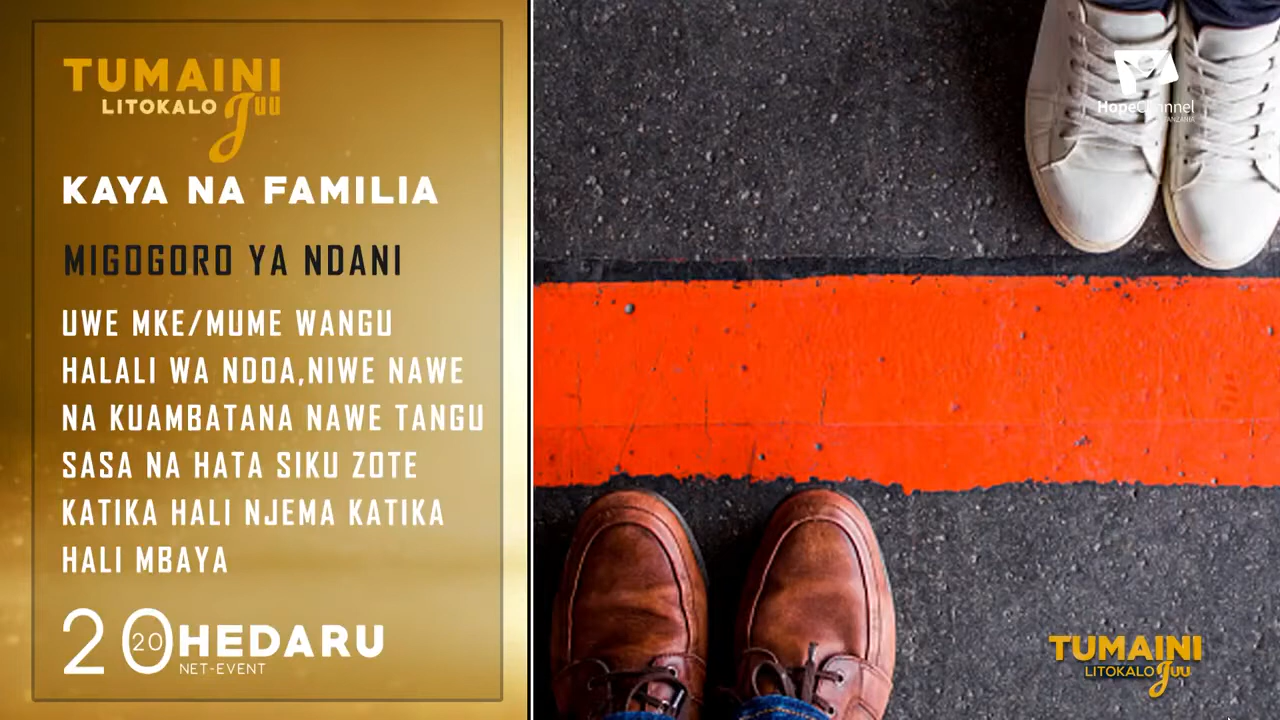 TUMAINI
LITOKALO Juu
KAYA NA FAMILIA
MIGOGORO YA NDANI
UWE MKE/MUME WANGU
HALALI WA NDOA,NIWE NAWE
NA KUAMBATANA NAWE TANGU
SASA NA HATA SIKU ZOTE
KATIKA HALI NJEMA KATIKA
HALI MBAYA
2020 HEDARU
NET-EVENT
HopeChannel
TANZANIA
TUMAINI
LITOKALO Juu